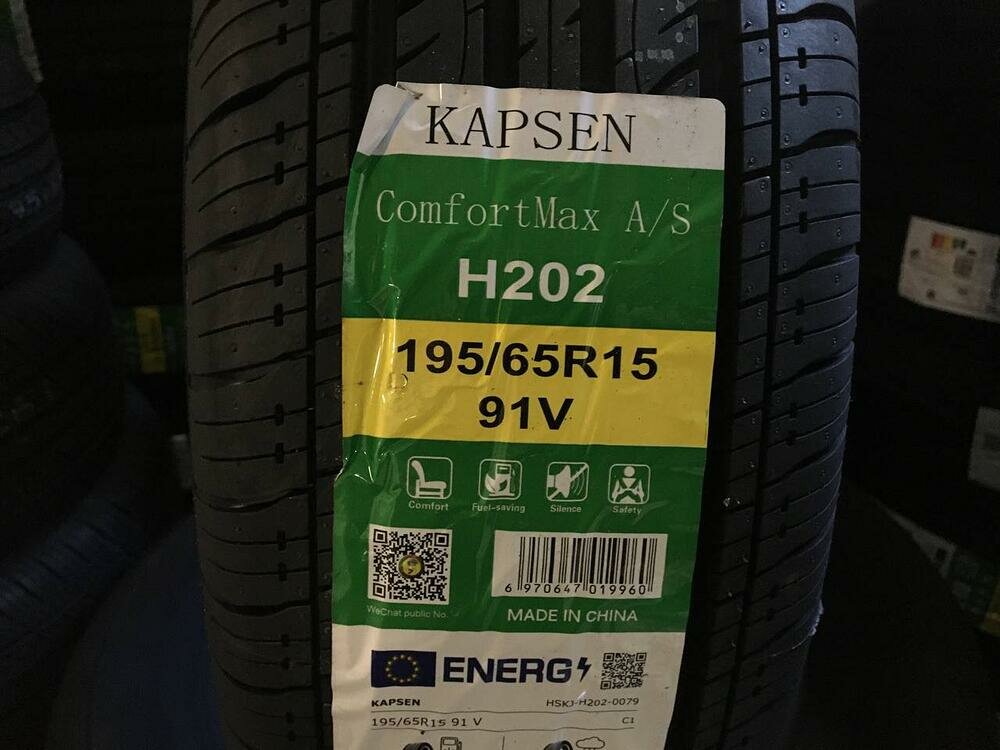 KAPSEN
ComfortMax A/S
H202
195/65R15
91V
Comfort Fuel-saving Silence Safety
6 970647 019960
WeChat public No.
MADE IN CHINA
ENERG
KAPSEN HSKJ-H202-0079
195/65R15 91 V C1